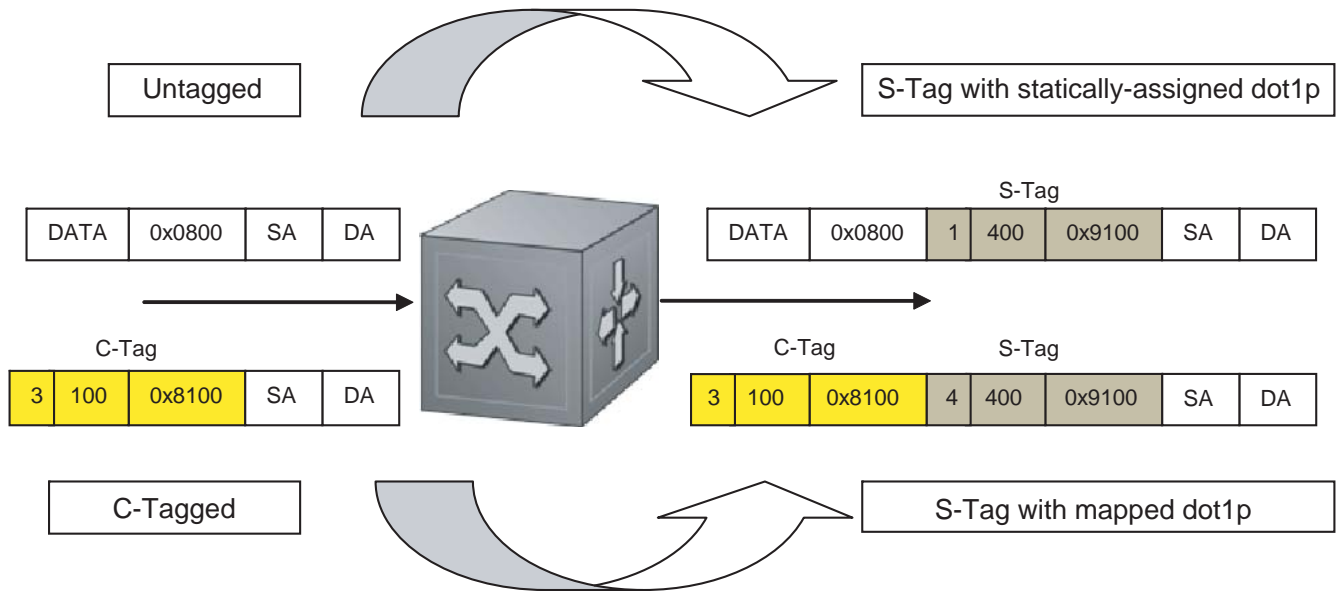 Untagged
S-Tag with statically-assigned dot1p
S-Tag
DATA 0x0800 SA DA
DATA 0x0800 1 400 0x9100 SA DA
C-Tag
C-Tag S-Tag
3 100 0x8100 SA DA
3 100 0x8100 4 400 0x9100 SA DA
C-Tagged
S-Tag with mapped dot1p